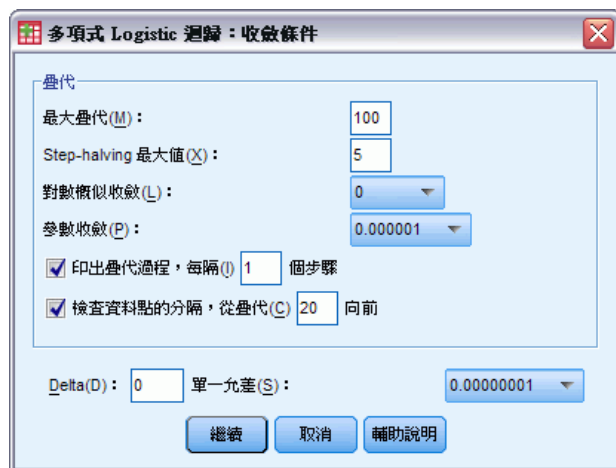 多項式 Logistic 迴歸：收斂條件
疊代
最大疊代(M)： 100
Step-halving 最大值(X)： 5
對數概似收斂(L)： 0
參數收斂(P)： 0.000001
印出疊代過程，每隔(I) 1 個步驟
檢查資料點的分隔，從疊代(C) 20 向前
Delta(D)： 0 單一允差(S)： 0.00000001
繼續 取消 輔助說明